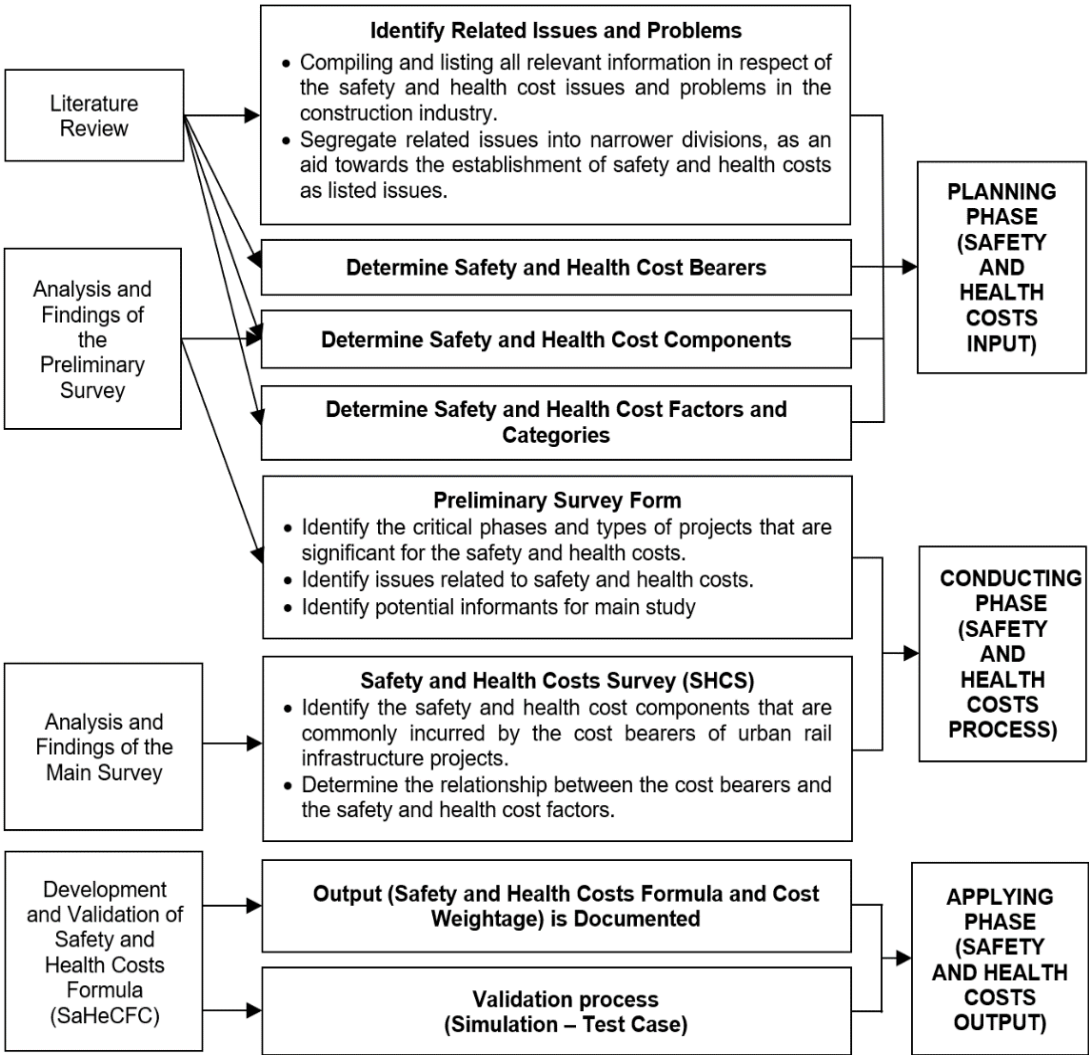 Literature
Review
Analysis and
Findings of
the
Preliminary
Survey
Analysis and
Findings of the
Main Survey
Development
and Validation of
Safety and
Health Costs
Formula
(SaHeCFC)
Identify Related Issues and Problems
• Compiling and listing all relevant information in respect of
the safety and health cost issues and problems in the
construction industry.
• Segregate related issues into narrower divisions, as an
aid towards the establishment of safety and health costs
as listed issues.
Determine Safety and Health Cost Bearers
Determine Safety and Health Cost Components
Determine Safety and Health Cost Factors and
Categories
Preliminary Survey Form
• Identify the critical phases and types of projects that are
significant for the safety and health costs.
• Identify issues related to safety and health costs.
• Identify potential informants for main study
Safety and Health Costs Survey (SHCS)
• Identify the safety and health cost components that are
commonly incurred by the cost bearers of urban rail
infrastructure projects.
• Determine the relationship between the cost bearers and
the safety and health cost factors.
Output (Safety and Health Costs Formula and Cost
Weightage) is Documented
Validation process
(Simulation – Test Case)
PLANNING
PHASE
(SAFETY
AND
HEALTH
COSTS
INPUT)
CONDUCTING
PHASE
(SAFETY
AND
HEALTH
COSTS
PROCESS)
APPLYING
PHASE
(SAFETY
AND HEALTH
COSTS
OUTPUT)